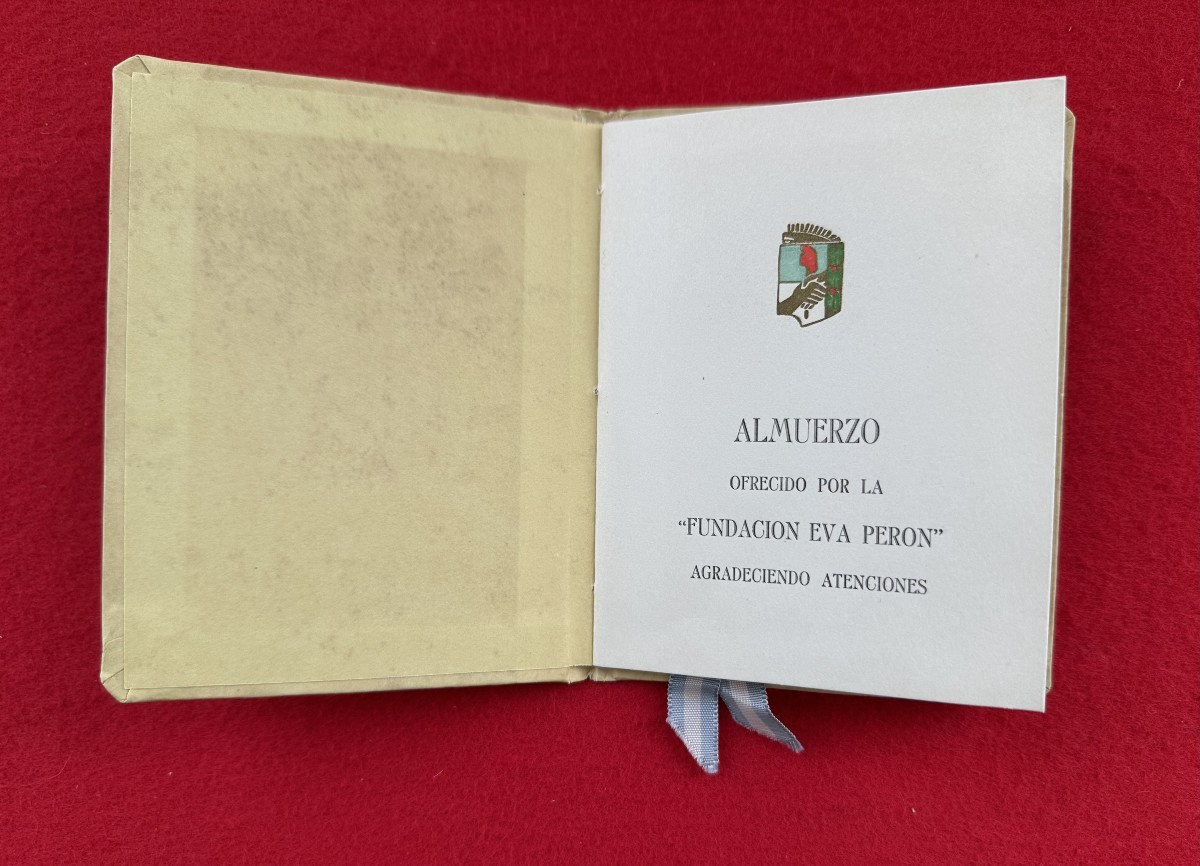 ALMUERZO
OFRECIDO POR LA
“FUNDACION EVA PERON”
AGRADECIENDO ATENCIONES